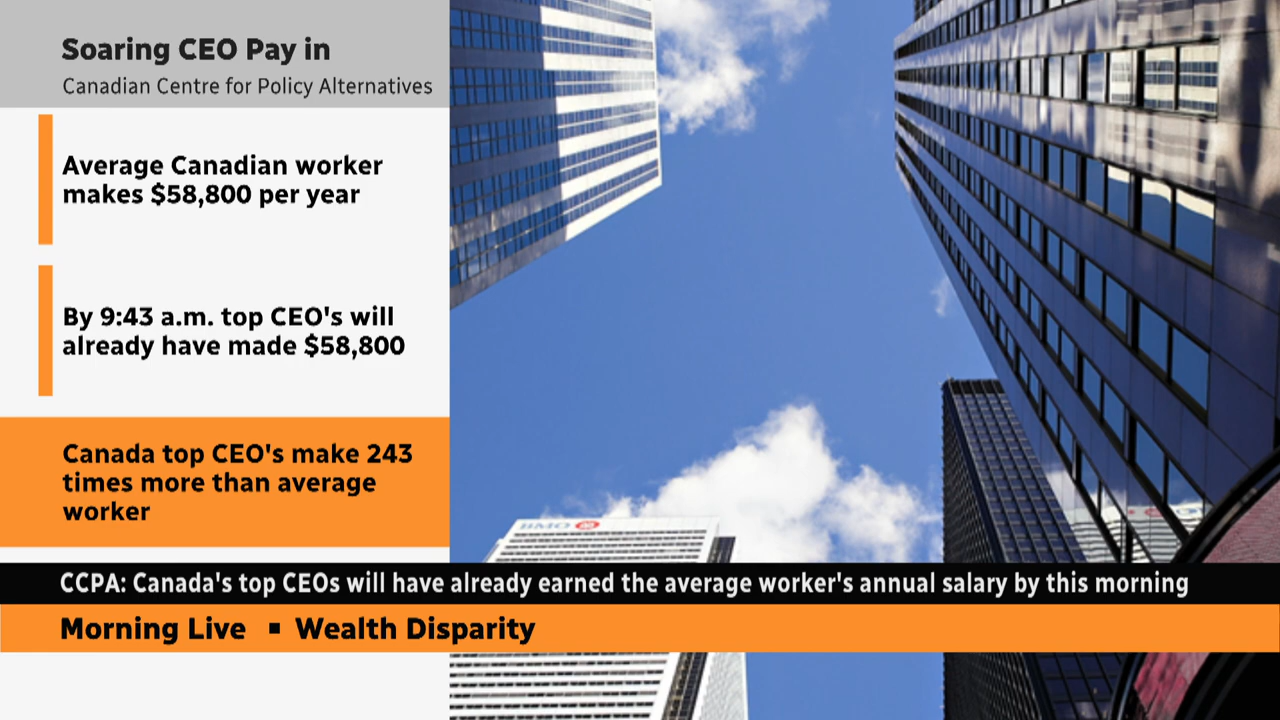 Soaring CEO Pay in
Canadian Centre for Policy Alternatives
Average Canadian worker
makes $58,800 per year
By 9:43 a.m. top CEO's will
already have made $58,800
Canada top CEO's make 243
times more than average
worker
BMO
CCPA: Canada's top CEOs will have already earned the average worker's annual salary by this morning
Morning Live ▪ Wealth Disparity